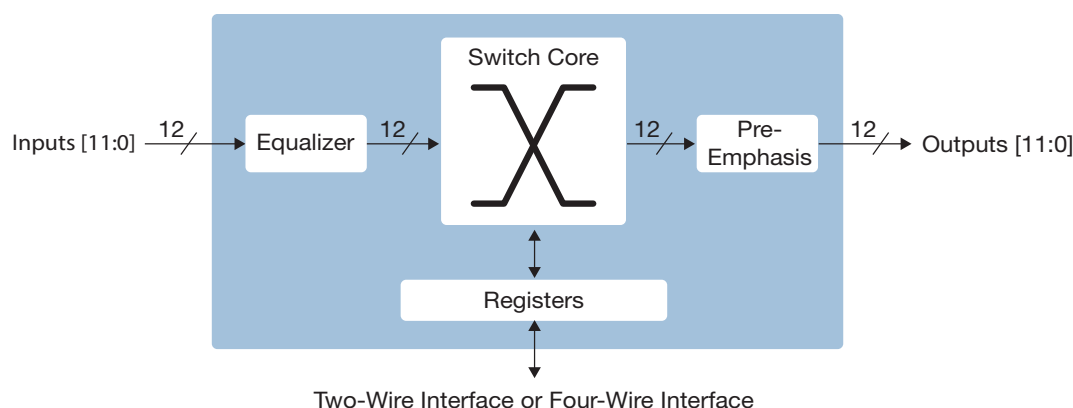 Switch Core
Inputs [11:0]
12
Equalizer
12
12
Pre-
Emphasis
12
Outputs [11:0]
Registers
Two-Wire Interface or Four-Wire Interface